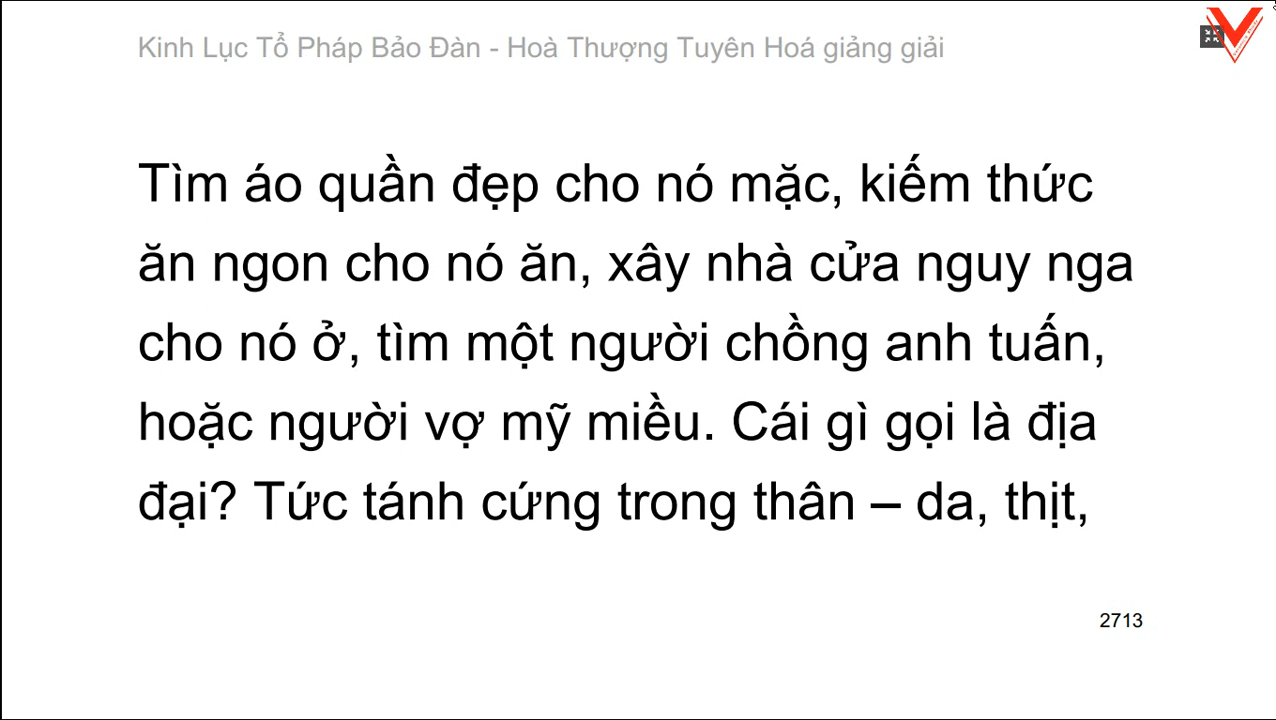 Kinh Lục Tổ Pháp Bảo Đàn - Hoà Thượng Tuyên Hoá giảng giải
Tìm áo quần đẹp cho nó mặc, kiếm thức
ăn ngon cho nó ăn, xây nhà cửa nguy nga
cho nó ở, tìm một người chồng anh tuấn,
hoặc người vợ mỹ miều. Cái gì gọi là địa
đại? Tức tánh cứng trong thân – da, thịt,
2713